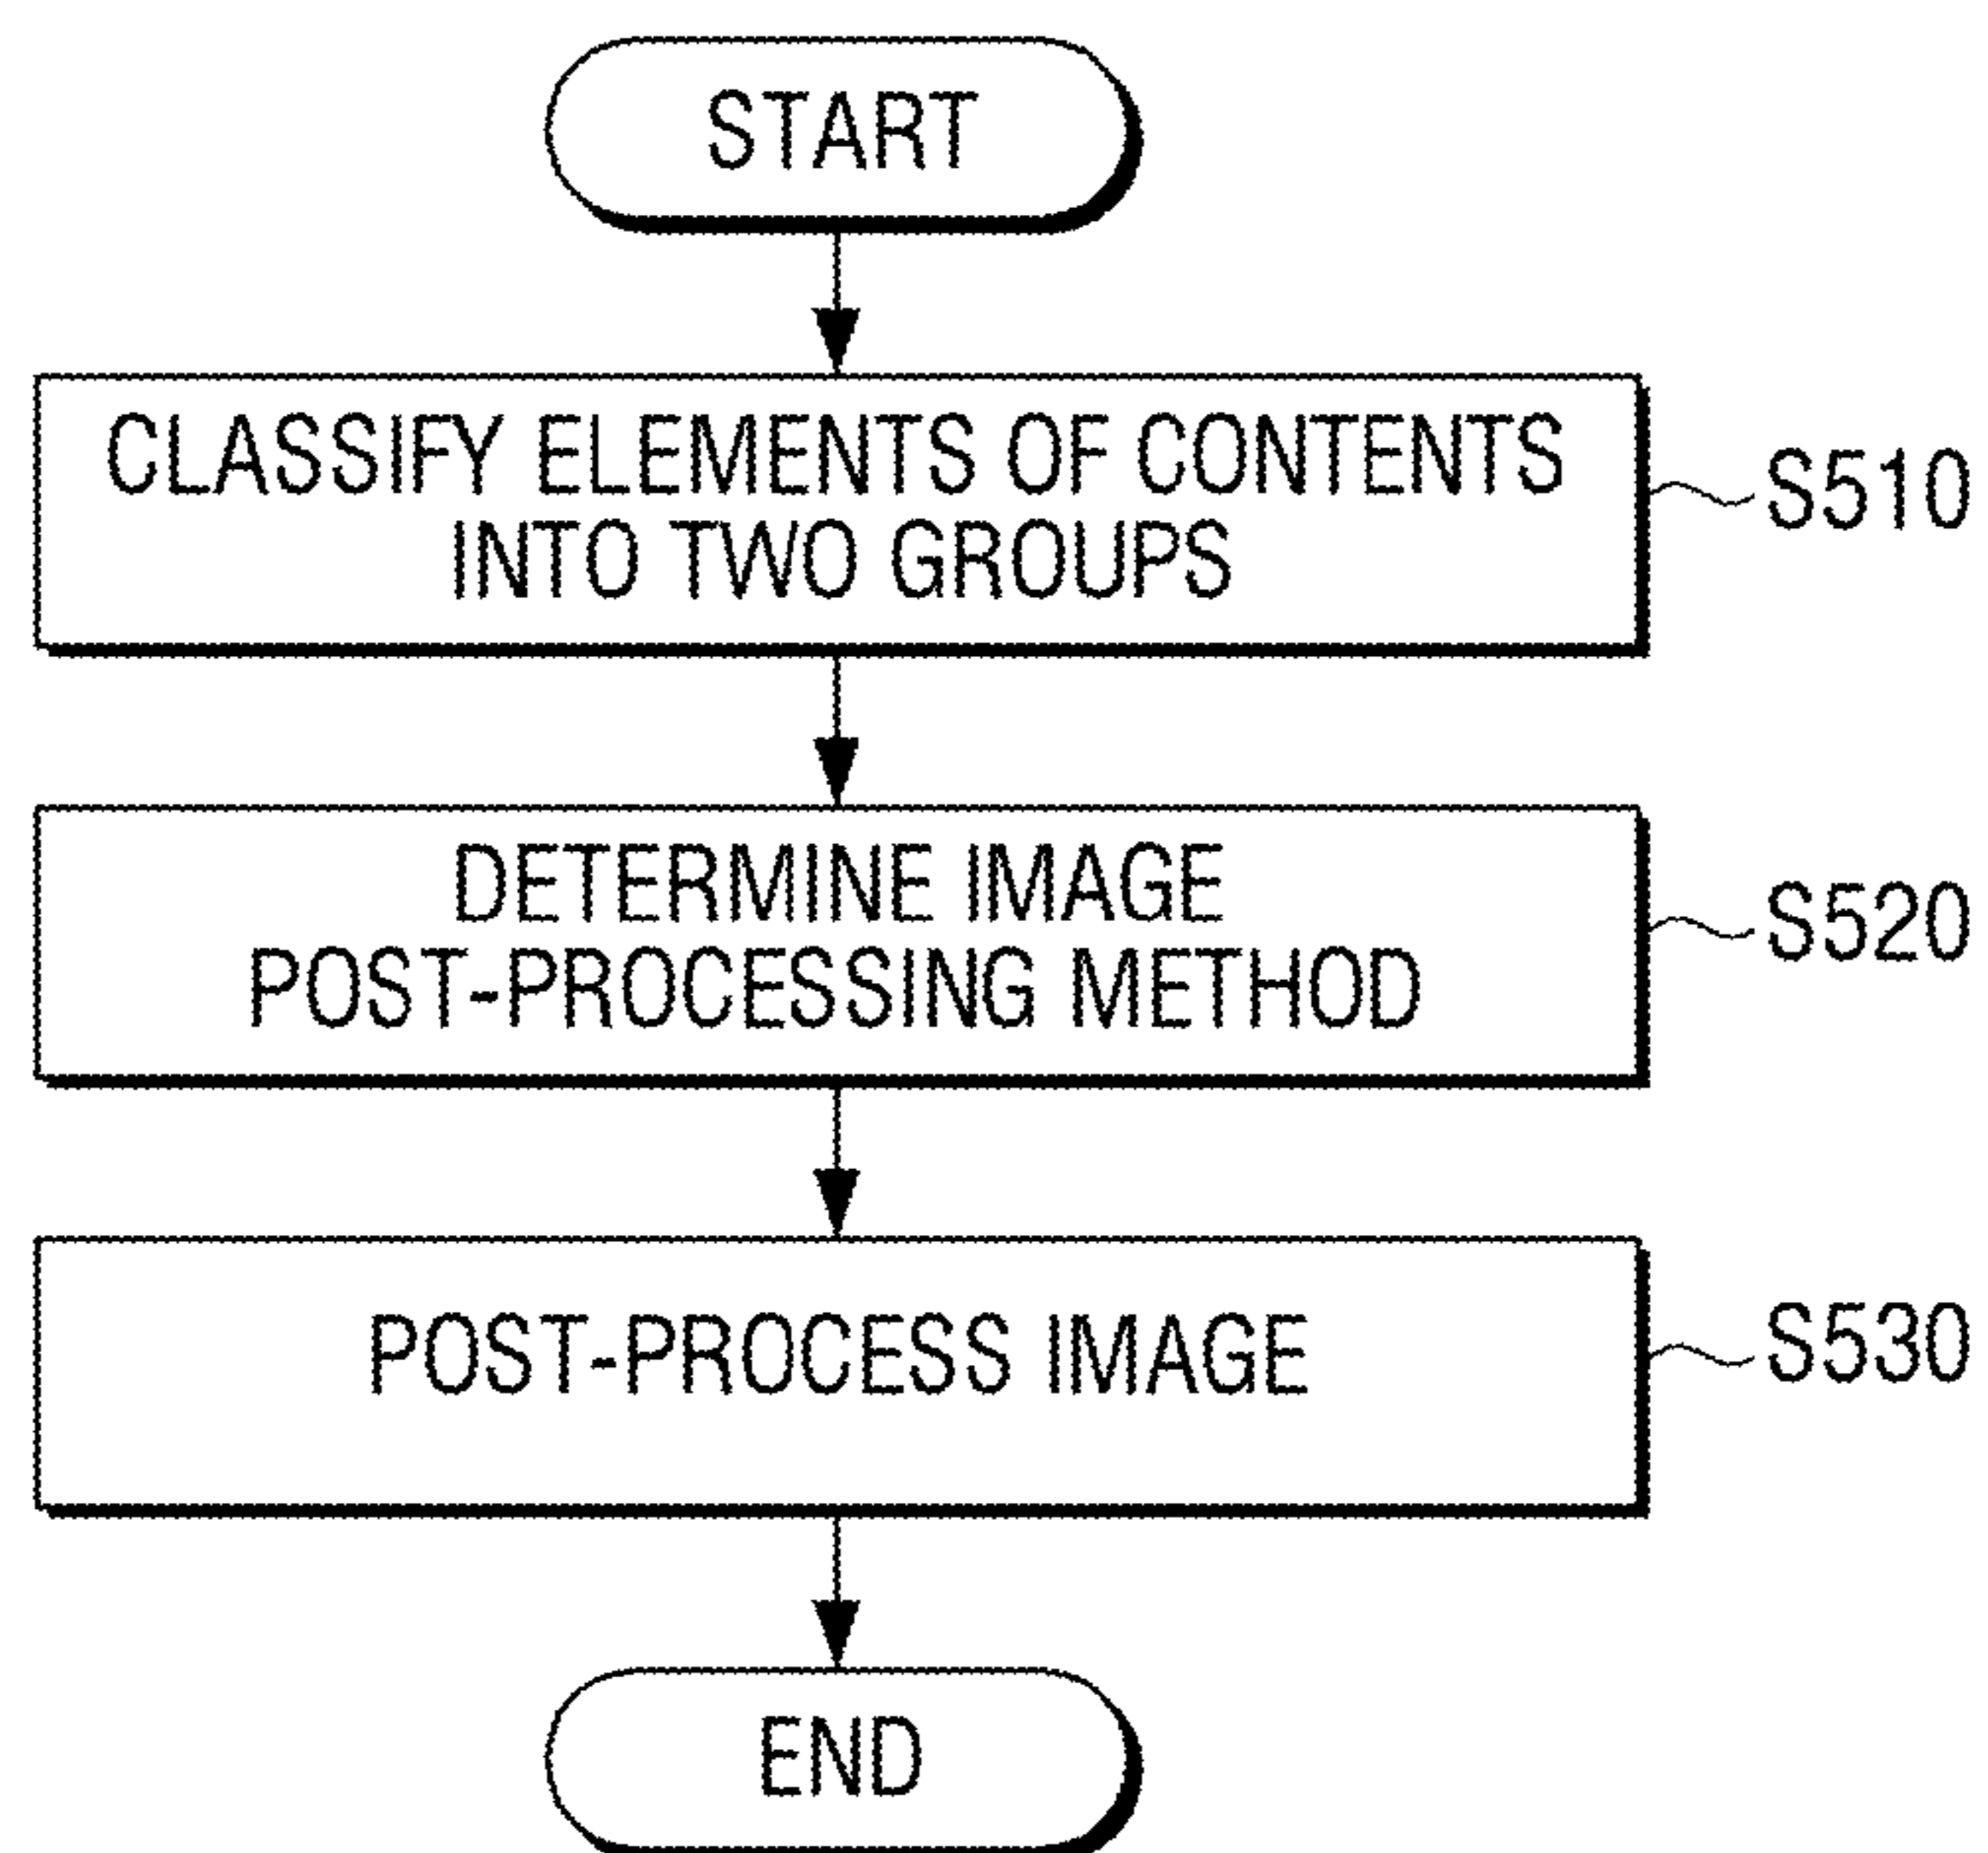 START
CLASSIFY ELEMENTS OF CONTENTS
INTO TWO GROUPS
S510
DETERMINE IMAGE
POST-PROCESSING METHOD
S520
POST-PROCESS IMAGE
S530
END